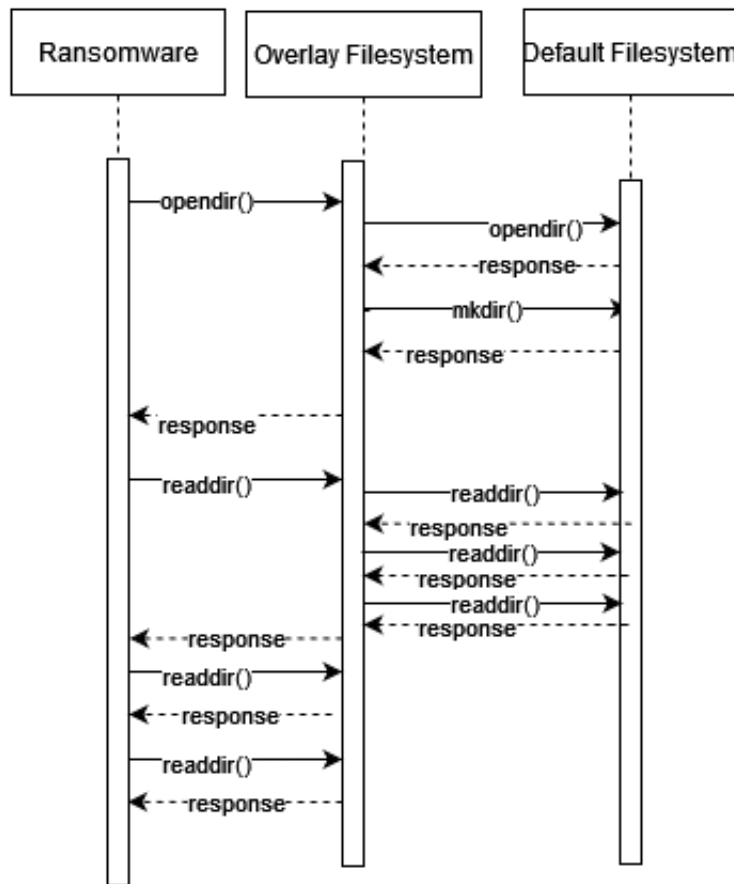 Ransomware
Overlay Filesystem
Default Filesystem
opendir()
opendir()
response
mkdir()
response
response
readdir()
readdir()
response
readdir()
response
readdir()
response
response
readdir()
response
readdir()
response